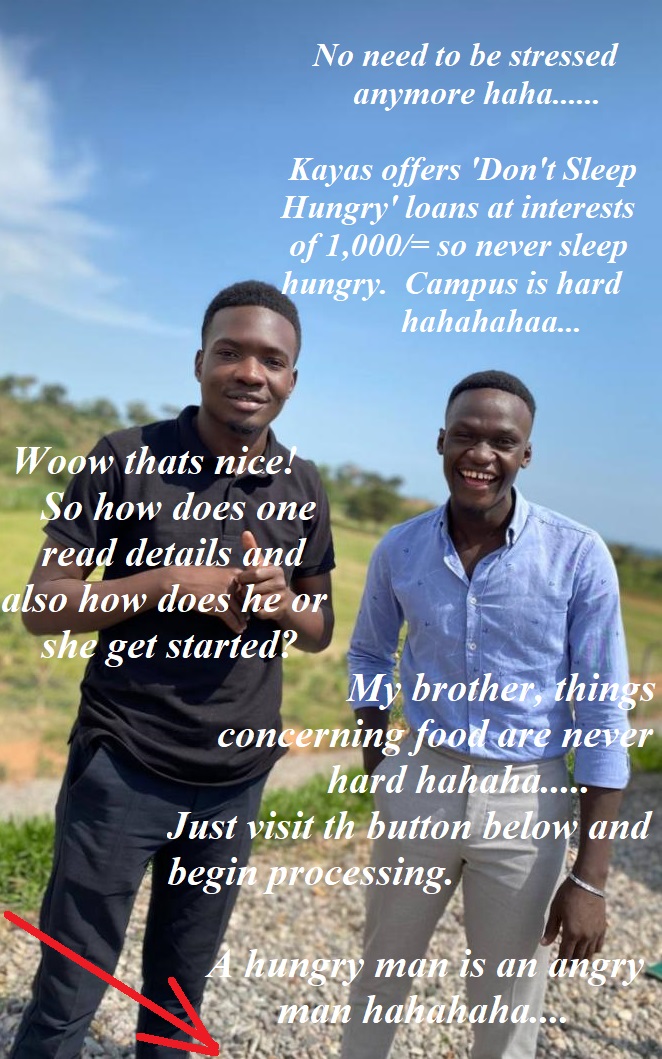 No need to be stressed
anymore haha......
Kayas offers 'Don't Sleep
Hungry' loans at interests
of 1,000/= so never sleep
hungry. Campus is hard
hahahahaa...
Woow thats nice!
So how does one
read details and
also how does he or
she get started?
My brother, things
concerning food are never
hard hahaha.....
Just visit th button below and
begin processing.
A hungry man is an angry
man hahahaha....